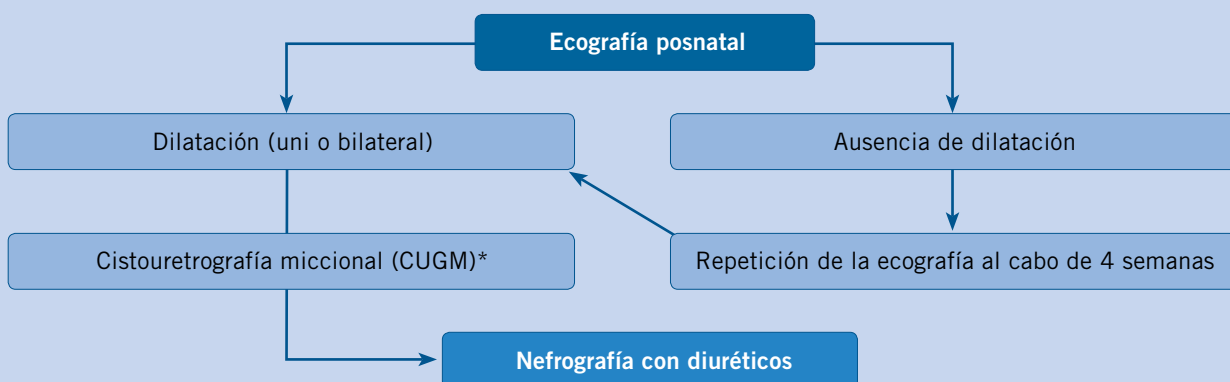 Ecografía posnatal
Dilatación (uni o bilateral)
Ausencia de dilatación
Cistouretrografía miccional (CUGM)*
Repetición de la ecografía al cabo de 4 semanas
Nefrografía con diuréticos